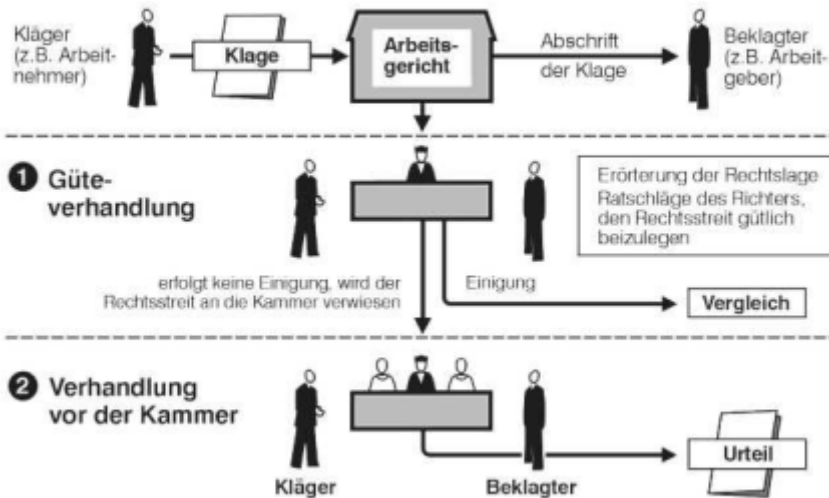 Kläger
(z.B. Arbeit-
nehmer)
Klage
Arbeits-
gericht
Abschrift
der Klage
Beklagter
(z.B. Arbeit-
geber)
1 Güte-
verhandlung
Erörterung der Rechtslage
Ratschläge des Richters,
den Rechtsstreit gütlich
beizulegen
erfolgt keine Einigung, wird der
Rechtsstreit an die Kammer verwiesen
Einigung
Vergleich
2 Verhandlung
vor der Kammer
Kläger
Beklagter
Urteil